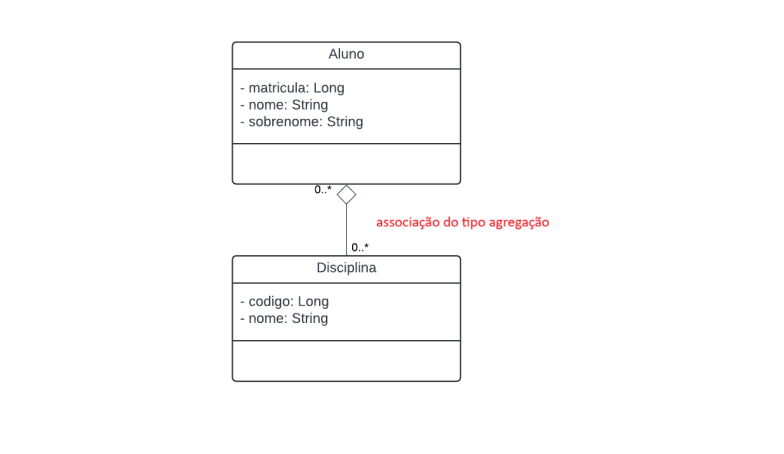 Aluno
- matricula: Long
- nome: String
- sobrenome: String
0..*
associação do tipo agregação
0..*
Disciplina
- codigo: Long
- nome: String